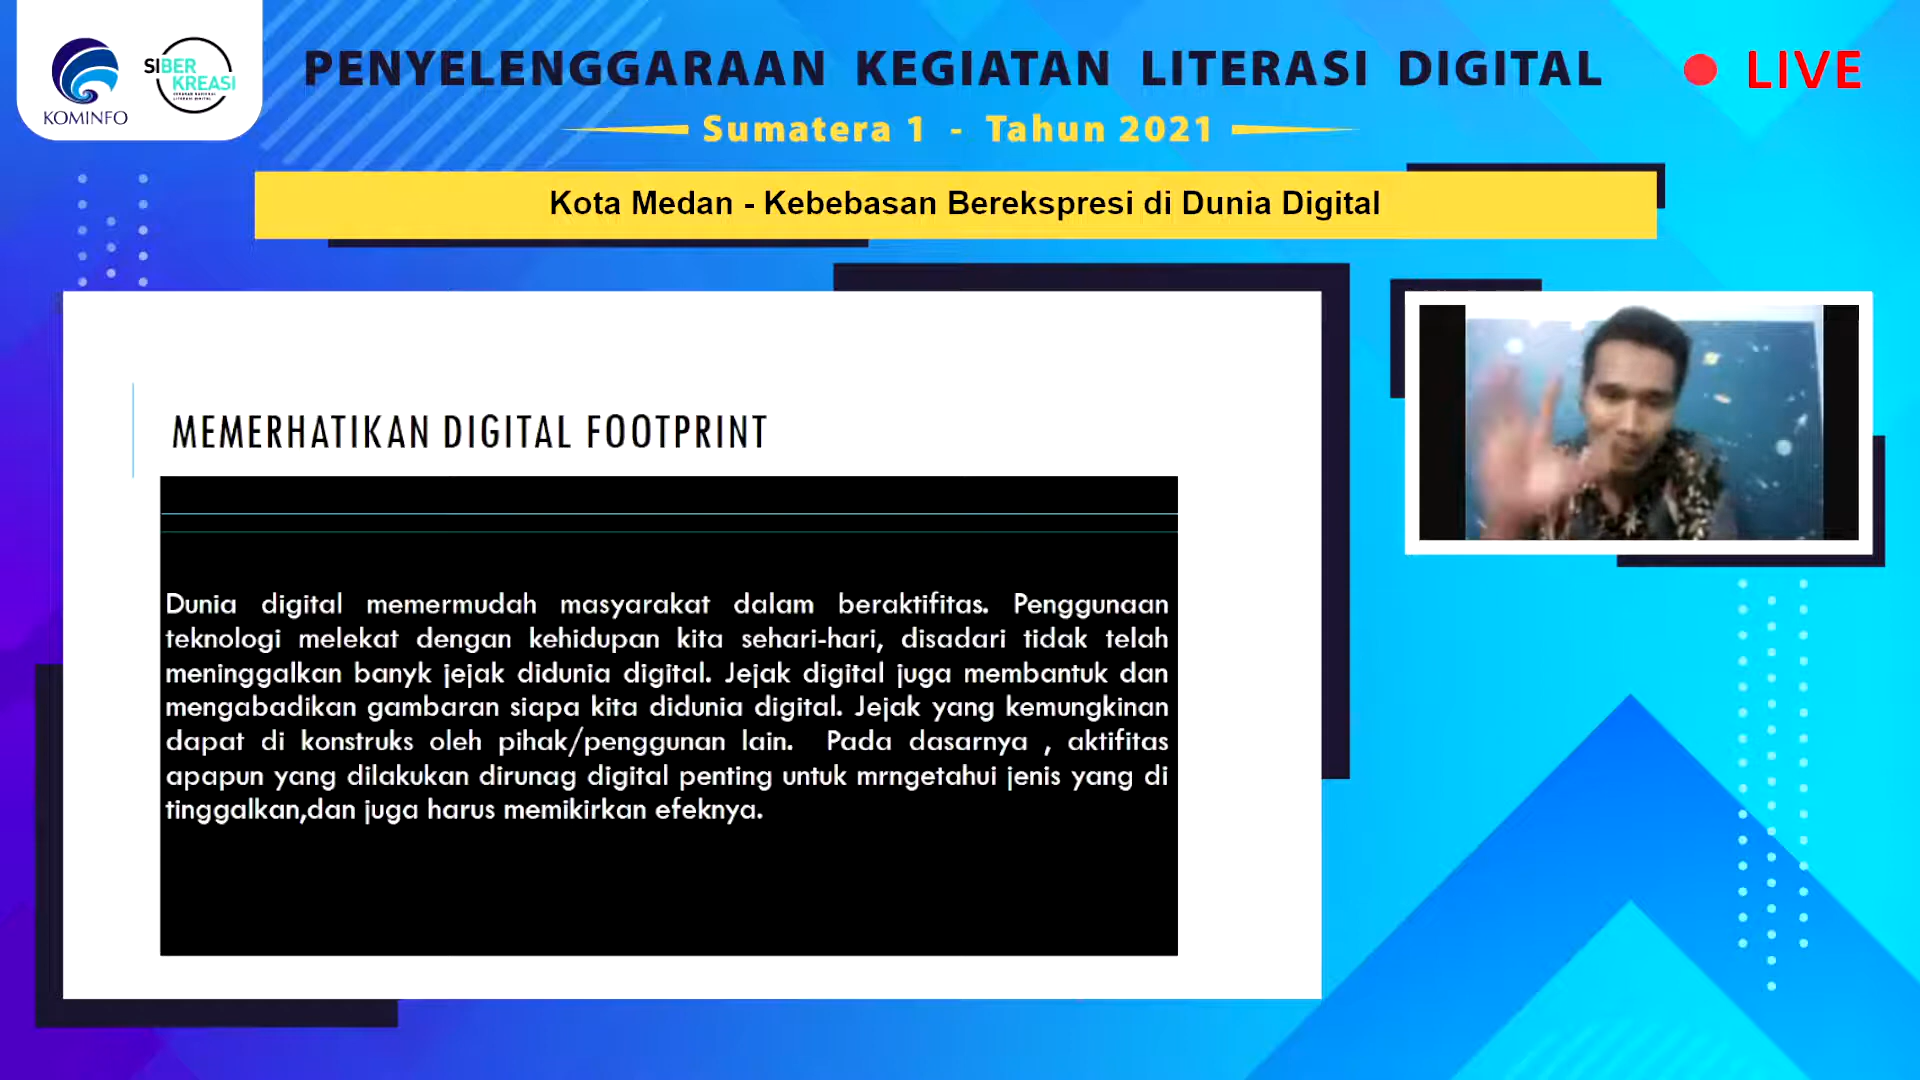 KOMINFO
SIBER
KREASI
PENYELENGGARAAN KEGIATAN LITERASI DIGITAL
LIVE
Sumatera 1 - Tahun 2021
Kota Medan - Kebebasan Berekspresi di Dunia Digital
MEMERHATIKAN DIGITAL FOOTPRINT
Dunia digital memermudah masyarakat dalam beraktifitas. Penggunaan
teknologi melekat dengan kehidupan kita sehari-hari, disadari tidak telah
meninggalkan banyk jejak didunia digital. Jejak digital juga membantuk dan
mengabadikan gambaran siapa kita didunia digital. Jejak yang kemungkinan
dapat di konstruks oleh pihak/penggunan lain. Pada dasarnya , aktifitas
apapun yang dilakukan dirunag digital penting untuk mrngetahui jenis yang di
tinggalkan,dan juga harus memikirkan efeknya.